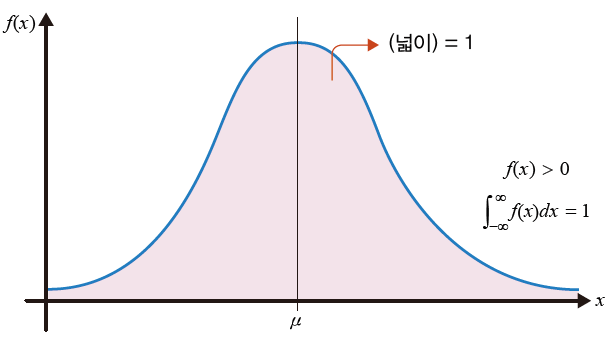 f(x)
(넓이) = 1
f(x) > 0
∫_{-∞}^{∞} f(x)dx = 1
x
μ